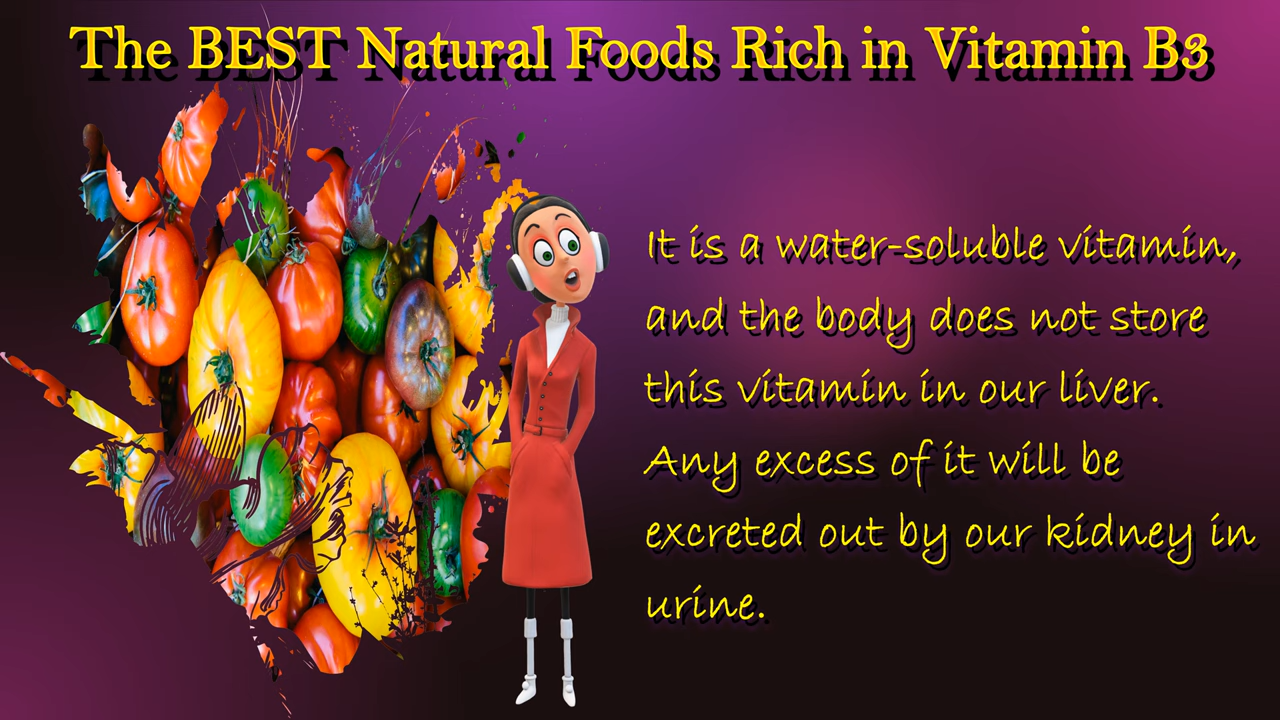 The BEST Natural Foods Rich in Vitamin B3
It is a water-soluble vitamin,
and the body does not store
this vitamin in our liver.
Any excess of it will be
excreted out by our kidney in
urine.